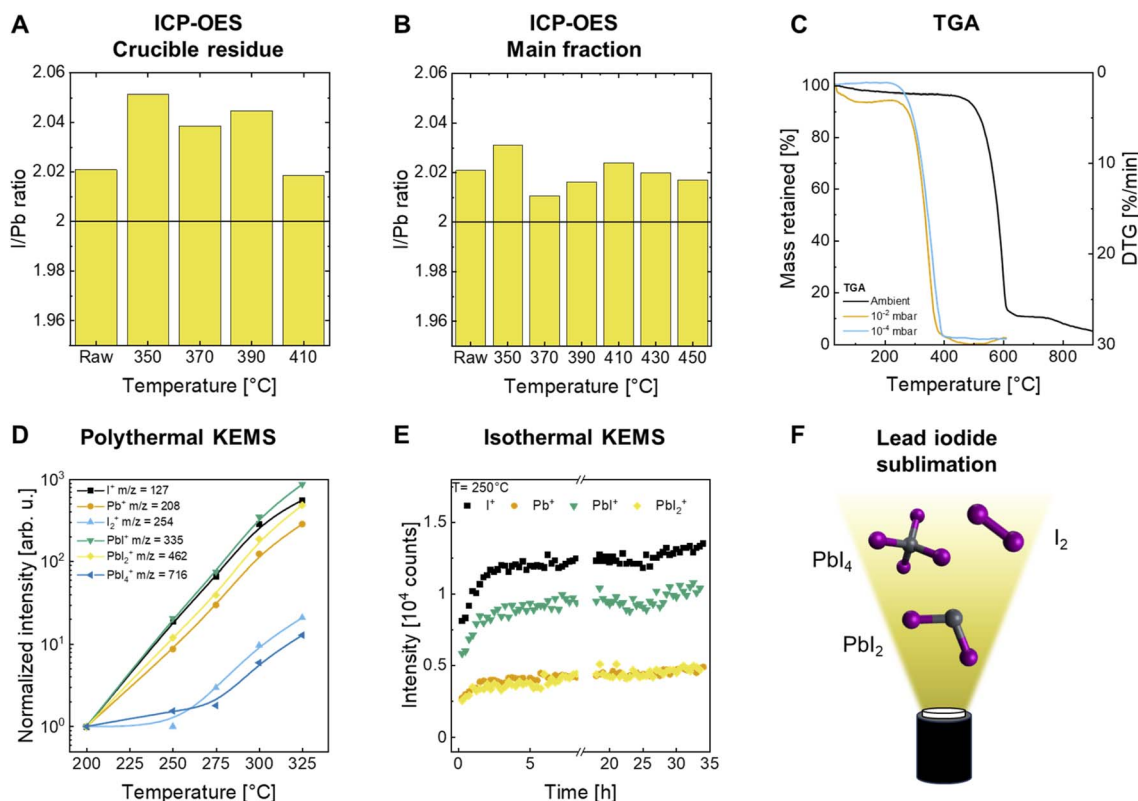 A
ICP-OES
Crucible residue
I/Pb ratio
2.06
2.04
2.02
2
1.98
1.96
Raw 350 370 390 410
Temperature [°C]
B
ICP-OES
Main fraction
I/Pb ratio
2.06
2.04
2.02
2
1.98
1.96
Raw 350 370 390 410 430 450
Temperature [°C]
C
TGA
Mass retained [%]
100
80
60
40
20
10
0
TGA
Ambient
10⁻² mbar
10⁻⁴ mbar
0
10
20
30
DTG [%/min]
200 400 600 800
Temperature [°C]
D
Polythermal KEMS
Normalized intensity [arb. u.]
10³
10²
10¹
10⁰
I⁺ m/z = 127
Pb⁺ m/z = 208
I₂⁺ m/z = 254
PbI⁺ m/z = 335
PbI₂⁺ m/z = 462
PbI₄⁺ m/z = 716
200 225 250 275 300 325
Temperature [°C]
E
Isothermal KEMS
T= 250°C
I⁺ Pb⁺ PbI⁺ PbI₂⁺
Intensity [10⁴ counts]
1.5
1
0.5
0
0 5 20 25 30 35
Time [h]
F
Lead iodide
sublimation
PbI₄
I₂
PbI₂